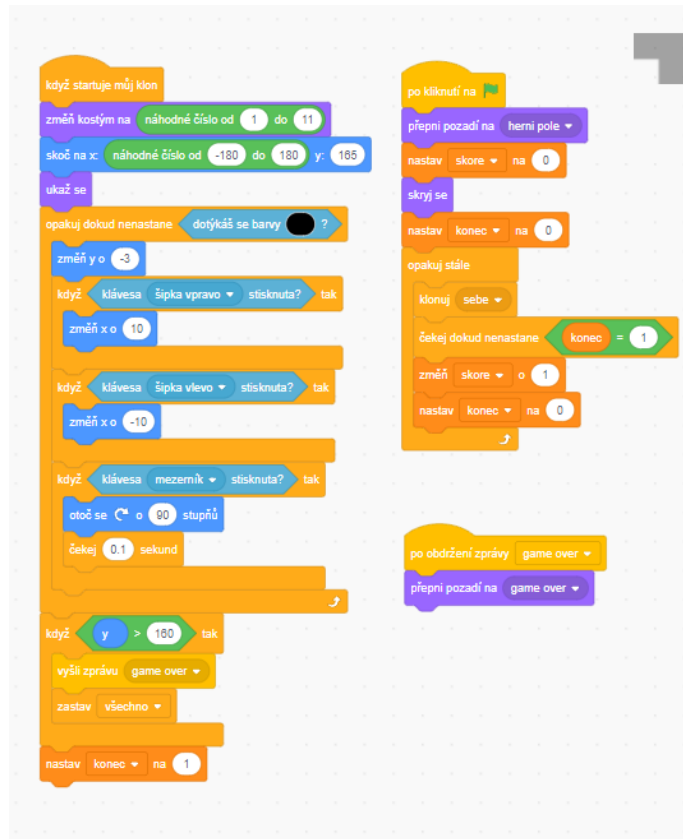 když startuje můj klon
změň kostým na náhodné číslo od 1 do 11
skoč na x: náhodné číslo od -180 do 180 y: 165
ukaž se
opakuj dokud nenastane dotýkáš se barvy ?
změň y o -3
když klávesa šipka vpravo stisknuta? tak
změň x o 10
když klávesa šipka vlevo stisknuta? tak
změň x o -10
když klávesa mezerník stisknuta? tak
otoč se o 90 stupňů
čekej 0.1 sekund
když y > 160 tak
vyšli zprávu game over
zastav všechno
nastav konec na 1
po kliknutí na
přepni pozadí na herni pole
nastav skore na 0
skryj se
nastav konec na 0
opakuj stále
klonuj sebe
čekej dokud nenastane konec = 1
změň skore o 1
nastav konec na 0
po obdržení zprávy game over
přepni pozadí na game over